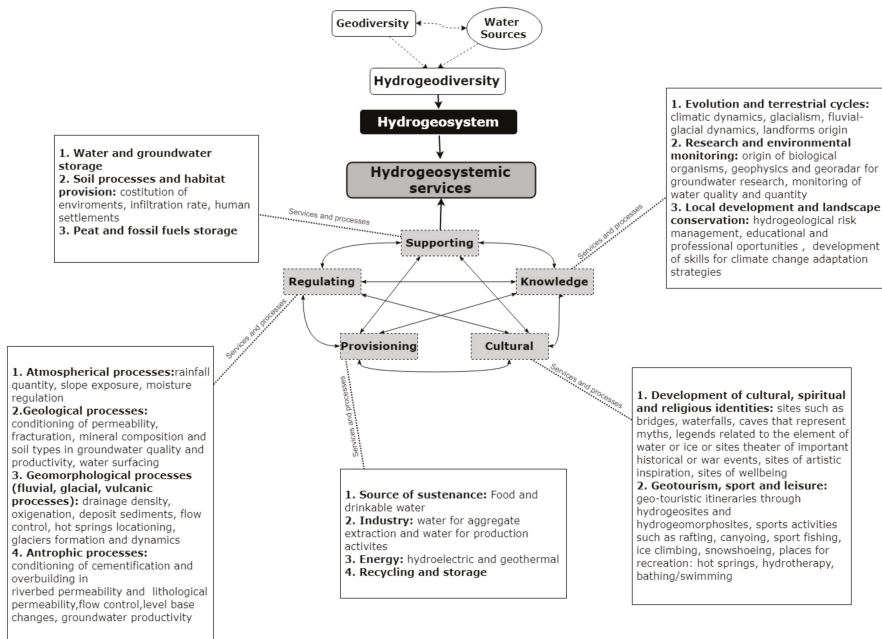 Geodiversity
Water
Sources
Hydrogeodiversity
Hydrogeosystem
Hydrogeosystemic
services
1. Water and groundwater
storage
2. Soil processes and habitat
provision: costitution of
enviroments, infiltration rate, human
settlements
3. Peat and fossil fuels storage
Services and processes
1. Evolution and terrestrial cycles:
climatic dynamics, glacialism, fluvial-
glacial dynamics, landforms origin
2. Research and environmental
monitoring: origin of biological
organisms, geophysics and georadar for
groundwater research, monitoring of
water quality and quantity
3. Local development and landscape
conservation: hydrogeological risk
management, educational and
professional oportunities , development
of skills for climate change adaptation
strategies
Services and processes
Supporting
Regulating
Knowledge
Provisioning
Cultural
Services and processes
1. Atmospherical processes:rainfall
quantity, slope exposure, moisture
regulation
2.Geological processes:
conditioning of permeability,
fracturation, mineral composition and
soil types in groundwater quality and
productivity, water surfacing
3. Geomorphological processes
(fluvial, glacial, vulcanic
processes): drainage density,
oxigenation, deposit sediments, flow
control, hot springs locationing,
glaciers formation and dynamics
4. Antrophic processes:
conditioning of cementification and
overbuilding in
riverbed permeability and lithological
permeability,flow control,level base
changes, groundwater productivity
Services and processes
1. Source of sustenance: Food and
drinkable water
2. Industry: water for aggregate
extraction and water for production
activites
3. Energy: hydroelectric and geothermal
4. Recycling and storage
Services and processes
1. Development of cultural, spiritual
and religious identities: sites such as
bridges, waterfalls, caves that represent
myths, legends related to the element of
water or ice or sites theater of important
historical or war events, sites of artistic
inspiration, sites of wellbeing
2. Geotourism, sport and leisure:
geo-touristic itineraries through
hydrogeosites and
hydrogeomorphosites, sports activities
such as rafting, canyoing, sport fishing,
ice climbing, snowshoeing, places for
recreation: hot springs, hydrotherapy,
bathing/swimming